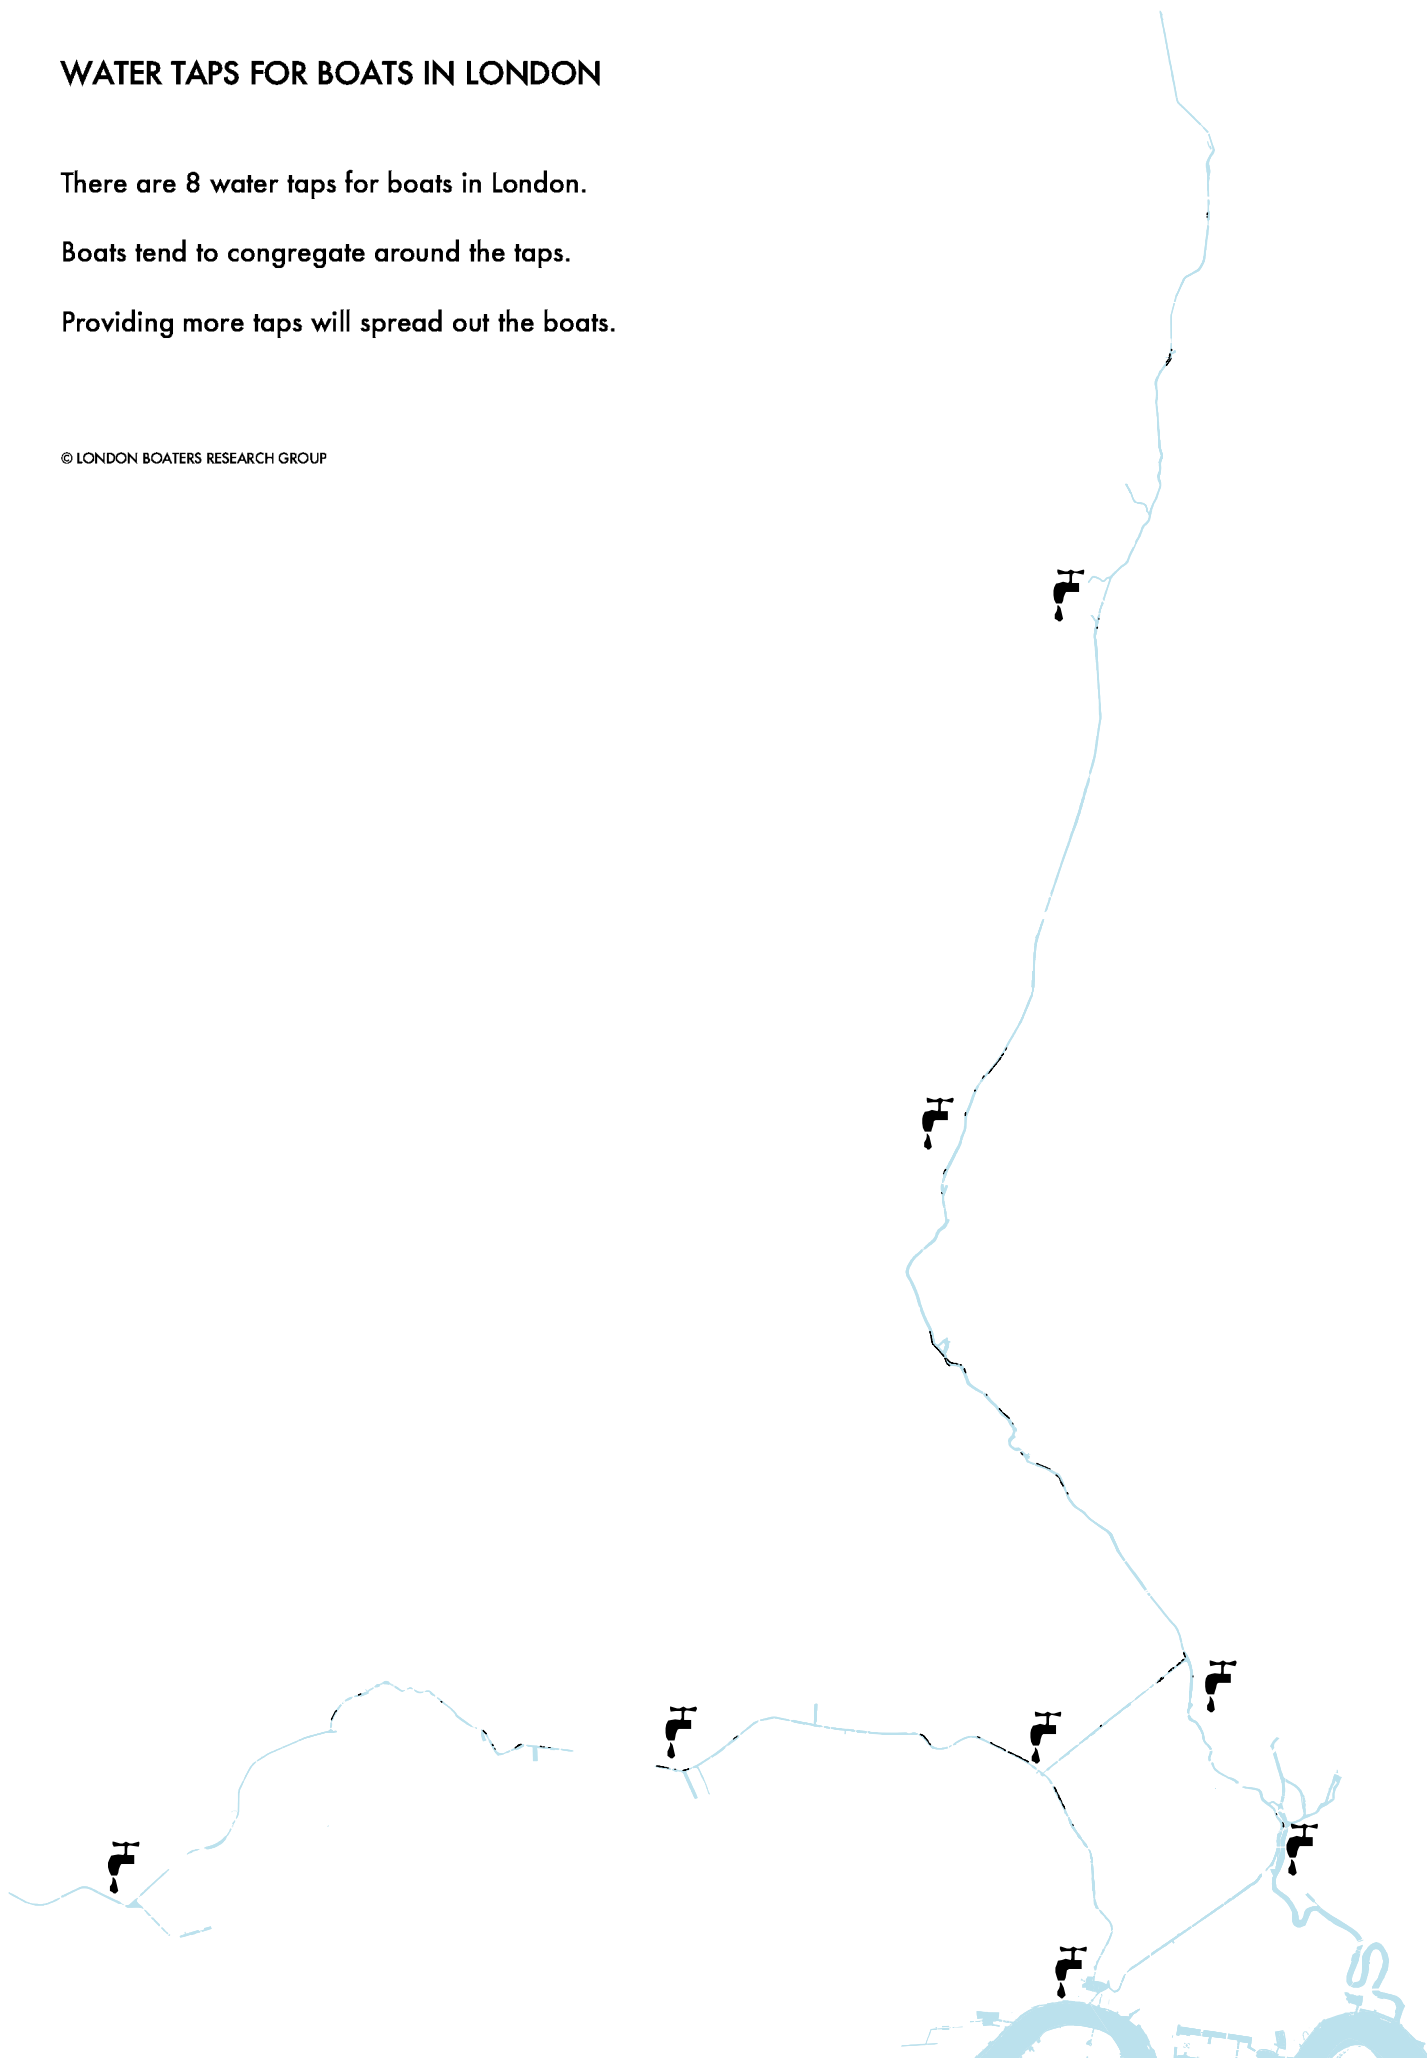 WATER TAPS FOR BOATS IN LONDON
There are 8 water taps for boats in London.
Boats tend to congregate around the taps.
Providing more taps will spread out the boats.
© LONDON BOATERS RESEARCH GROUP